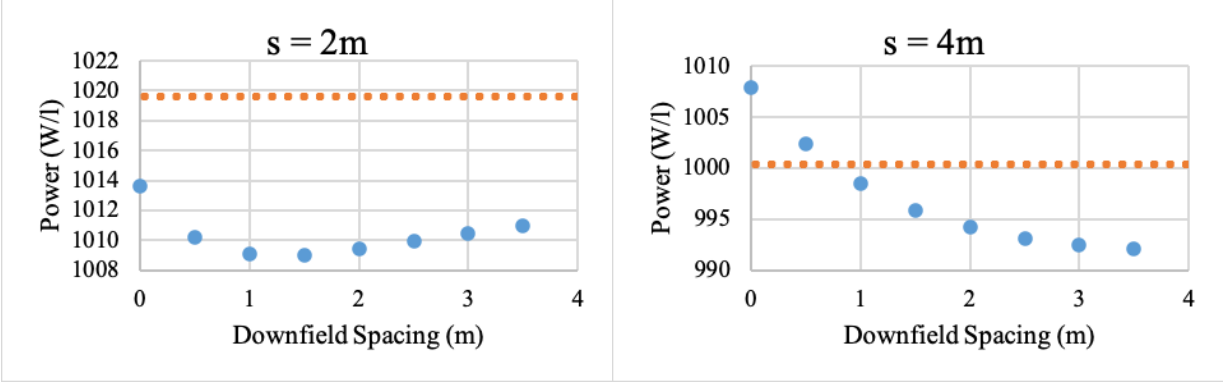 s = 2m
Power (W/l)
1022
1020
1018
1016
1014
1012
1010
1008
0 1 2 3 4
Downfield Spacing (m)
s = 4m
Power (W/l)
1010
1005
1000
995
990
0 1 2 3 4
Downfield Spacing (m)